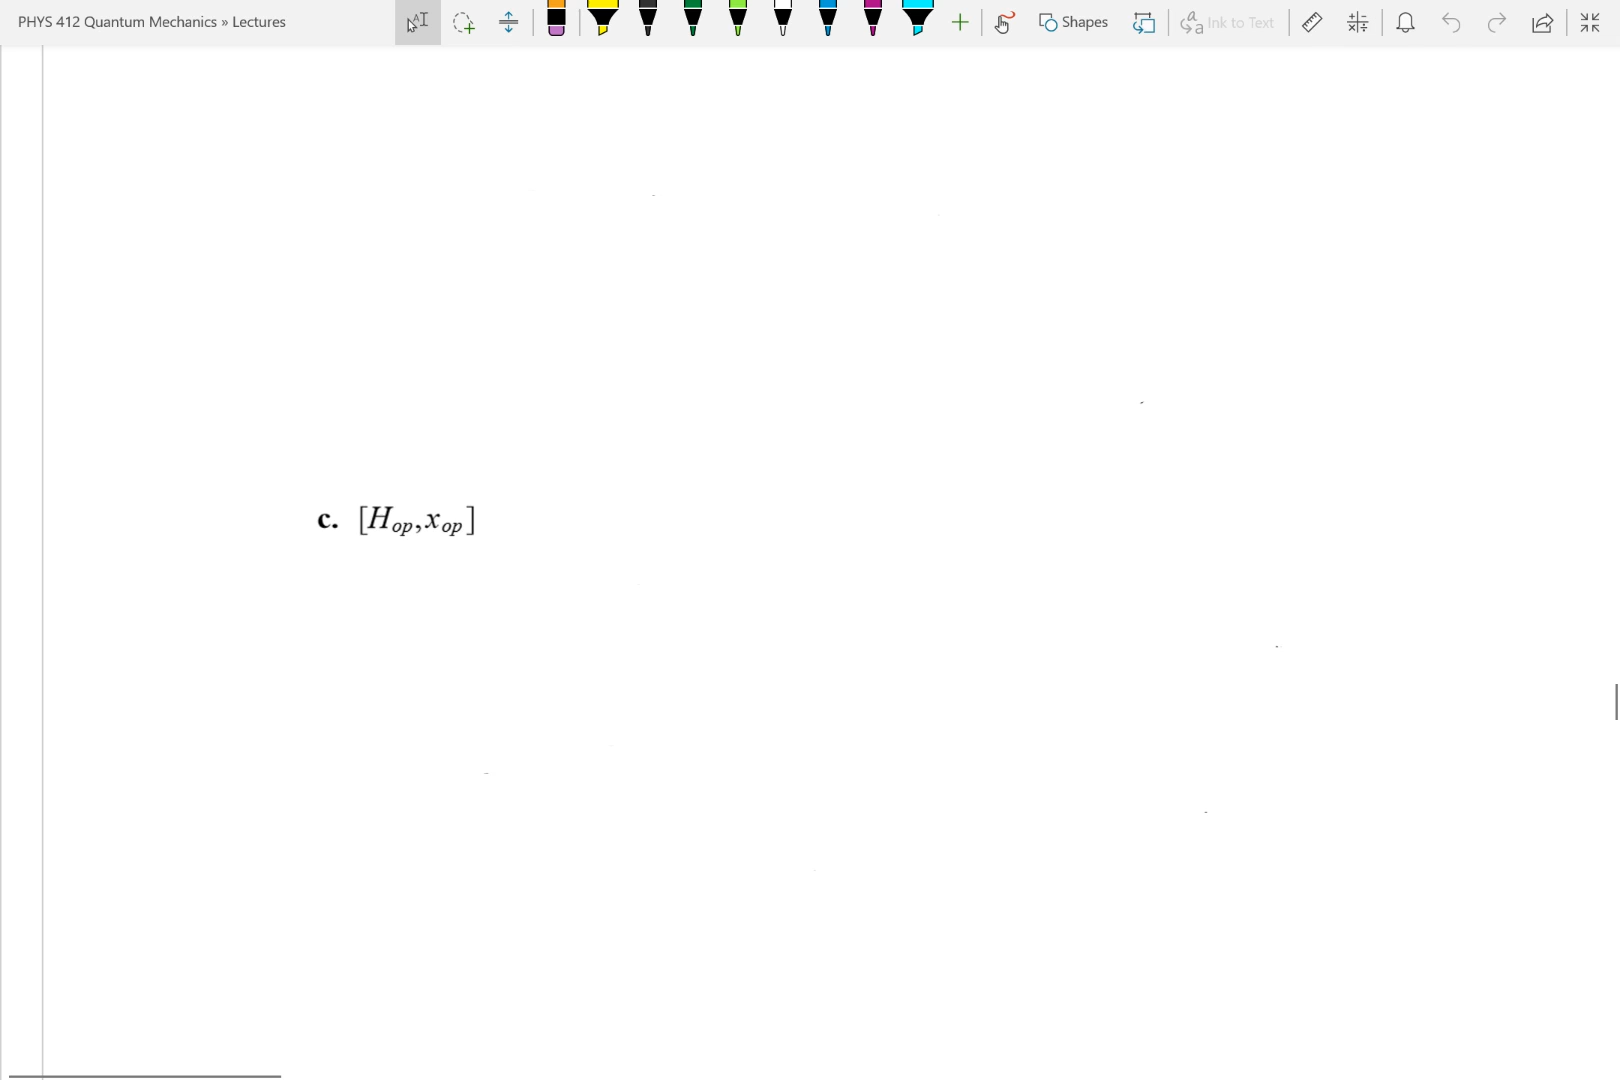 PHYS 412 Quantum Mechanics » Lectures
Shapes
Ink to Text
c. [H_op, x_op]